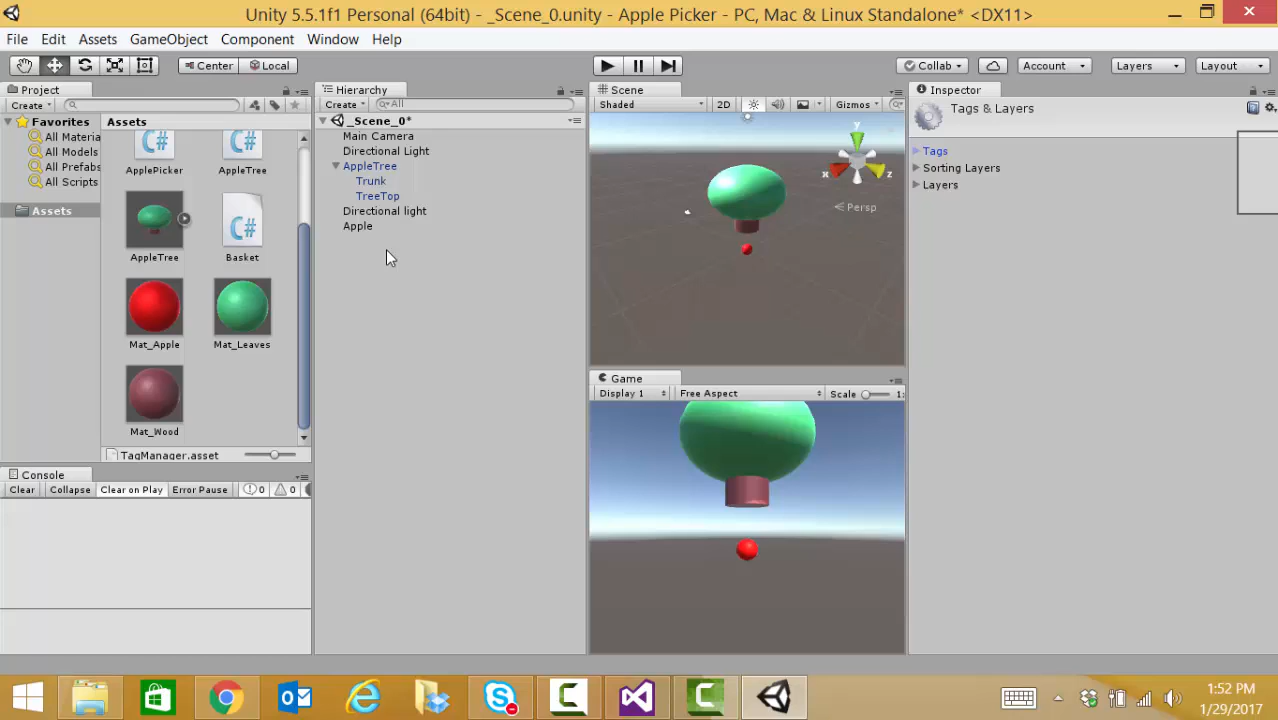 Unity 5.5.1f1 Personal (64bit) - _Scene_0.unity - Apple Picker - PC, Mac & Linux Standalone* <DX11>
File Edit Assets GameObject Component Window Help
Center Local Collab Account Layers Layout
Project
Create
Favorites
All Materia
All Models
All Prefabs
All Scripts
Assets
Assets
C# C#
ApplePicker AppleTree
C#
AppleTree Basket
Mat_Apple Mat_Leaves
Mat_Wood
TagManager.asset
Console
Clear Collapse Clear on Play Error Pause 0 0
Hierarchy
Create All
_Scene_0*
Main Camera
Directional Light
AppleTree
Trunk
TreeTop
Directional light
Apple
Scene
Shaded 2D Gizmos
y
x z
Persp
Game
Display 1 Free Aspect Scale 1:
Inspector
Tags & Layers
Tags
Sorting Layers
Layers
1:52 PM
1/29/2017